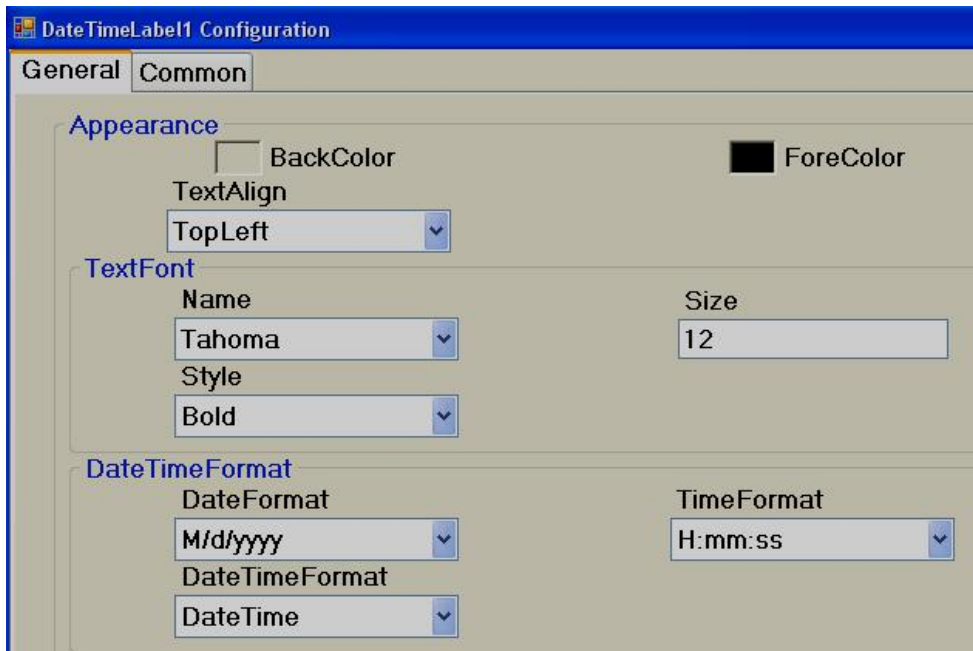 DateTimeLabel1 Configuration
General Common
Appearance
BackColor ForeColor
TextAlign
TopLeft
TextFont
Name Size
Tahoma 12
Style
Bold
DateTimeFormat
DateFormat TimeFormat
M/d/yyyy H:mm:ss
DateTimeFormat
DateTime